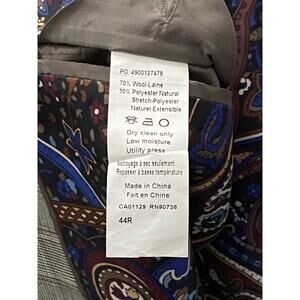 PO 4900127478
70% Wool-Laine
30% Polyester Natural
Stretch-Polyester
Naturel Extensible
Dry clean only
Low moisture
Utility press
Nettoyage à sec seulement
Repasser à basse température
Made in China
Fait en Chine
CA01129 RN90736
44R